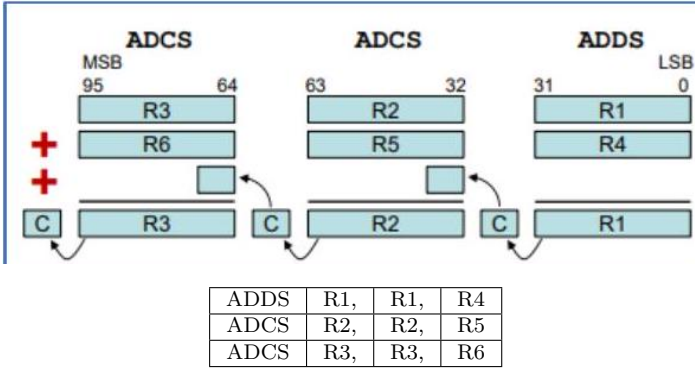 ADCS ADCS ADDS
MSB LSB
95 64 63 32 31 0
R3 R2 R1
+ R6 R5 R4
+
C R3 C R2 C R1
ADDS R1, R1, R4
ADCS R2, R2, R5
ADCS R3, R3, R6